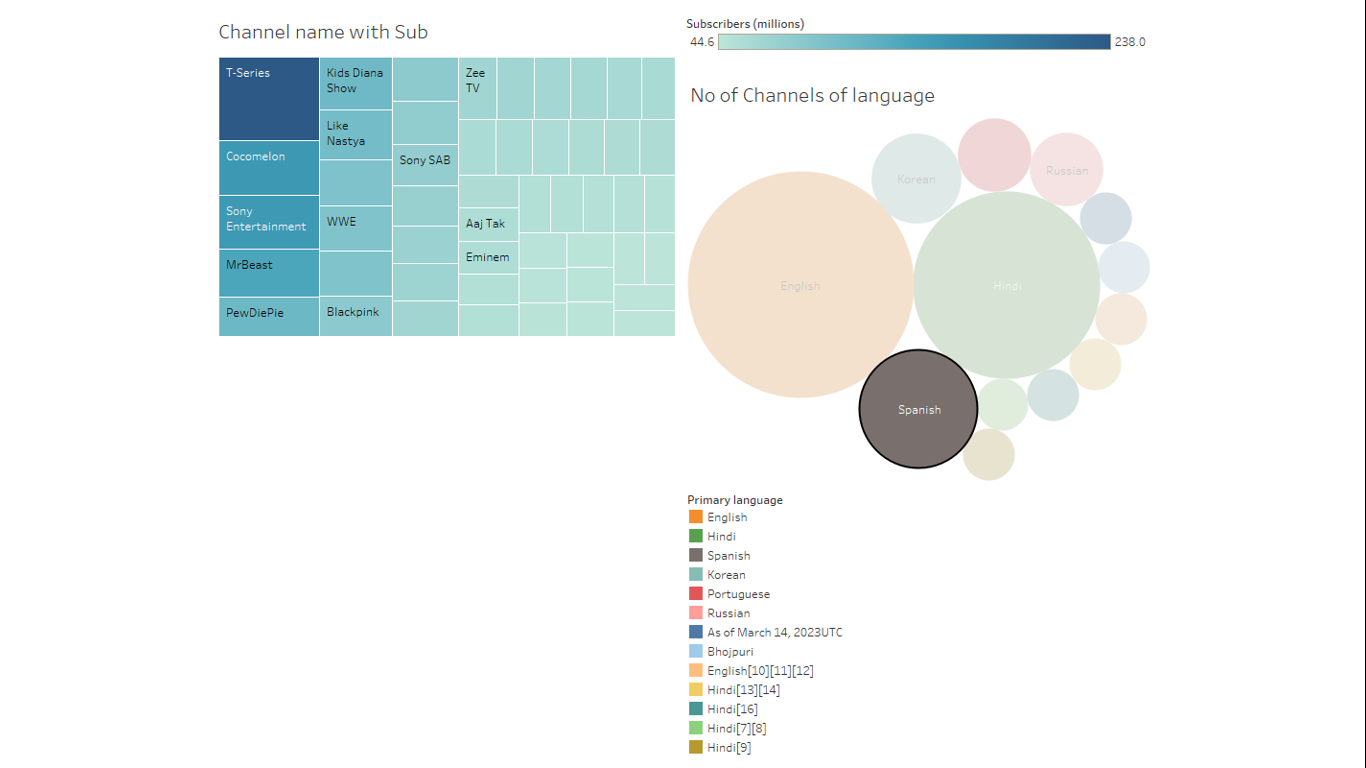 Channel name with Sub
T-Series
Cocomelon
Sony
Entertainment
MrBeast
PewDiePie
Kids Diana
Show
Like
Nastya
WWE
Blackpink
Sony SAB
Zee
TV
Aaj Tak
Eminem
Subscribers (millions)
44.6 238.0
No of Channels of language
Korean
Russian
English
Hindi
Spanish
Primary language
English
Hindi
Spanish
Korean
Portuguese
Russian
As of March 14, 2023UTC
Bhojpuri
English[10][11][12]
Hindi[13][14]
Hindi[16]
Hindi[7][8]
Hindi[9]